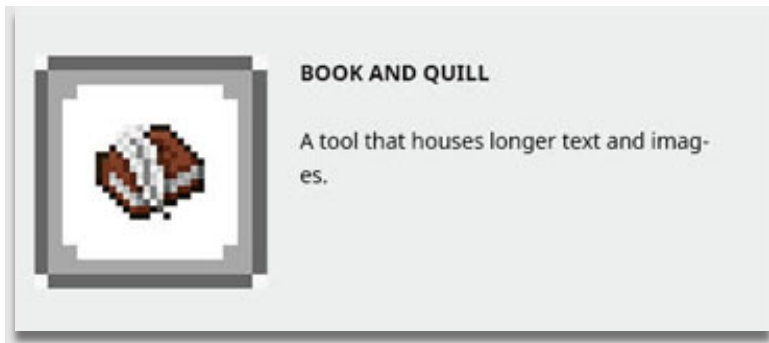 BOOK AND QUILL
A tool that houses longer text and imag-
es.